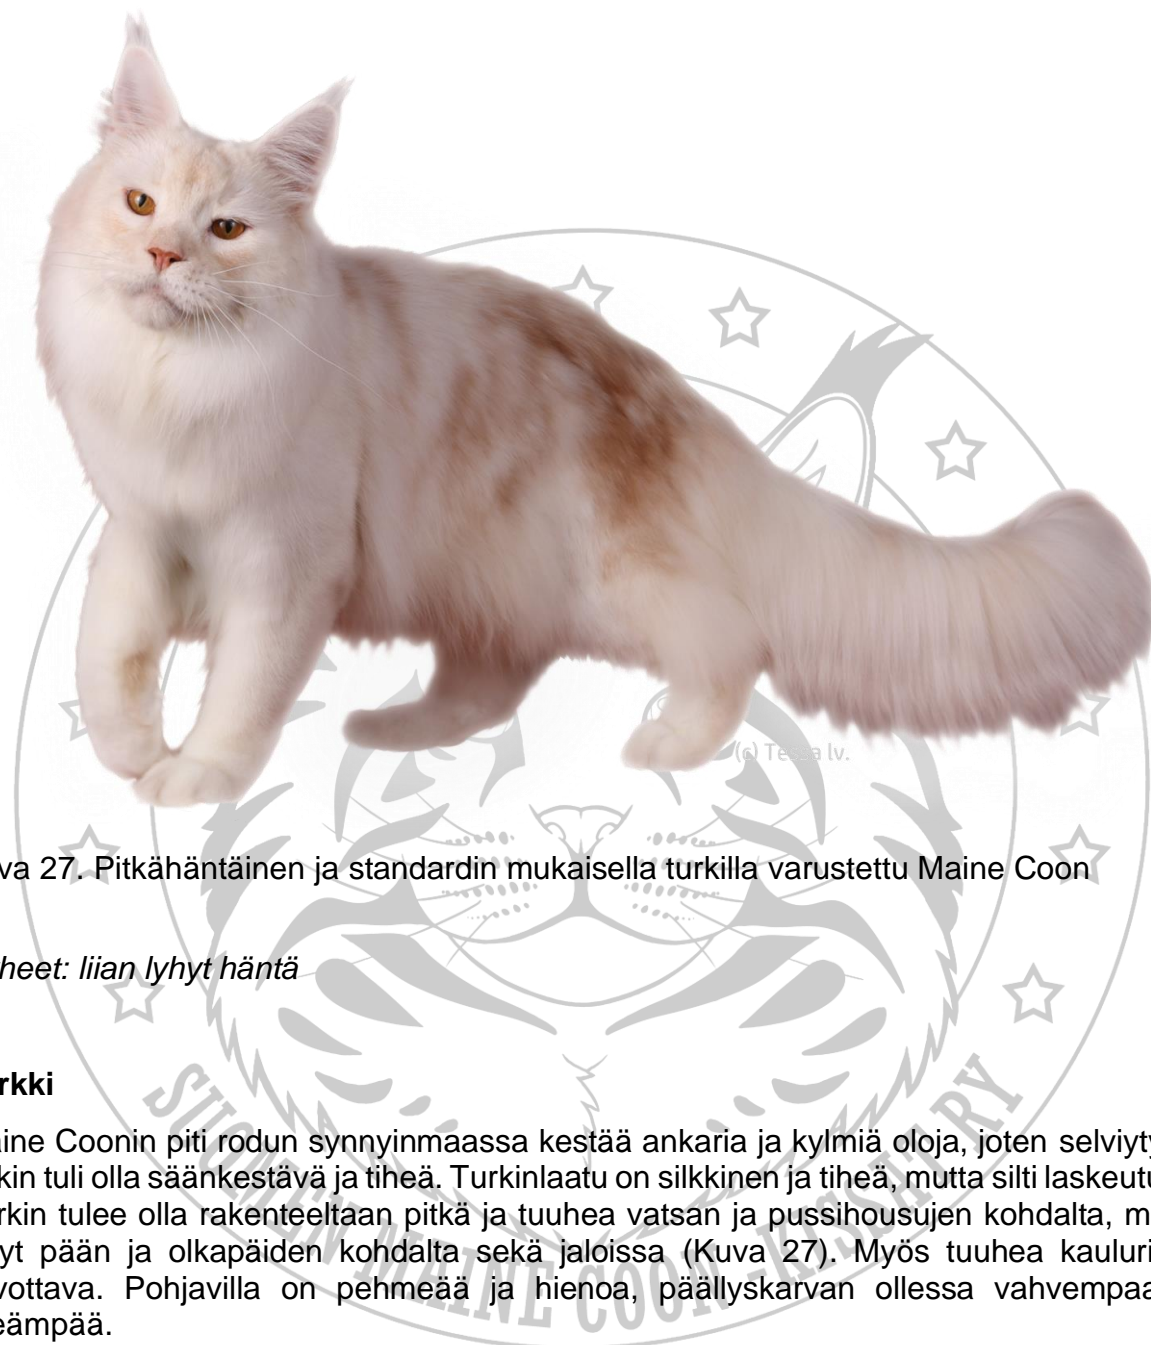 (c) Tessa lv.
va 27. Pitkähäntäinen ja standardin mukaisella turkilla varustettu Maine Coon
heet: liian lyhyt häntä
rkki
ine Coonin piti rodun synnyinmaassa kestää ankaria ja kylmiä oloja, joten selviyty
kin tuli olla säänkestävä ja tiheä. Turkinlaatu on silkkinen ja tiheä, mutta silti laskeutu
rkin tulee olla rakenteeltaan pitkä ja tuuhea vatsan ja pussihousujen kohdalta, m
yt pään ja olkapäiden kohdalta sekä jaloissa (Kuva 27). Myös tuuhea kauluri
vottava. Pohjavilla on pehmeää ja hienoa, päällyskarvan ollessa vahvempaa
eämpää.
SUOMEN MAINE COON -KISSAT RY